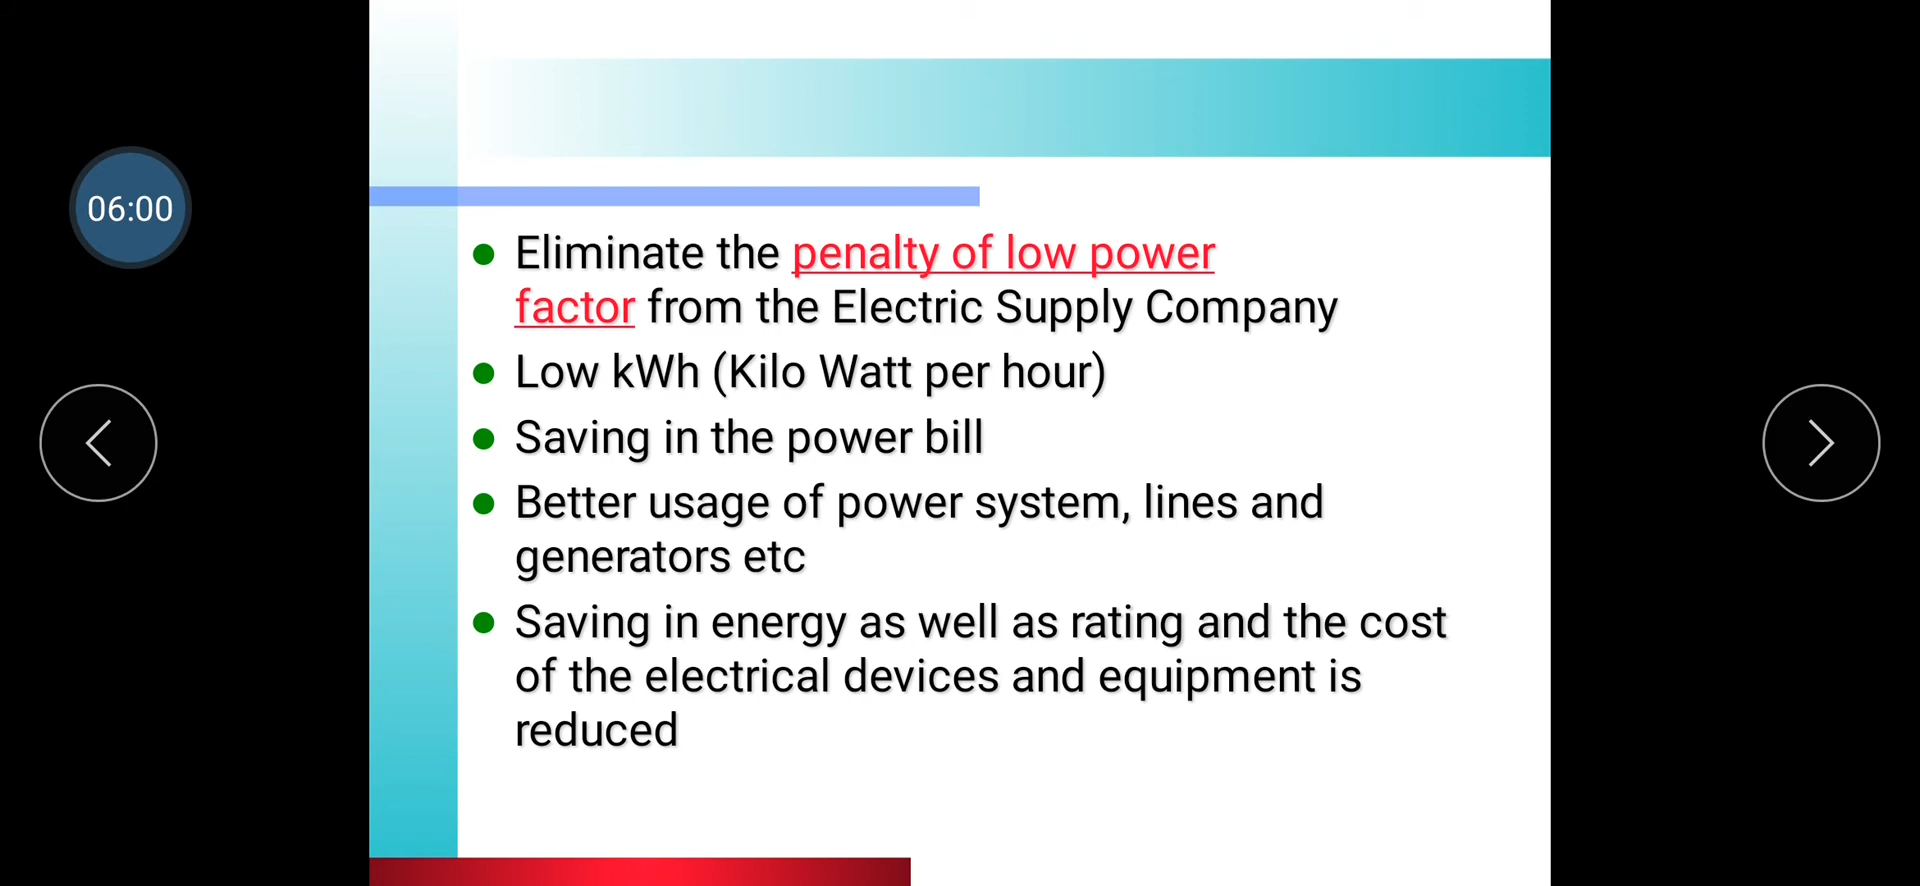 06:00
Eliminate the penalty of low power
factor from the Electric Supply Company
Low kWh (Kilo Watt per hour)
Saving in the power bill
Better usage of power system, lines and
generators etc
Saving in energy as well as rating and the cost
of the electrical devices and equipment is
reduced